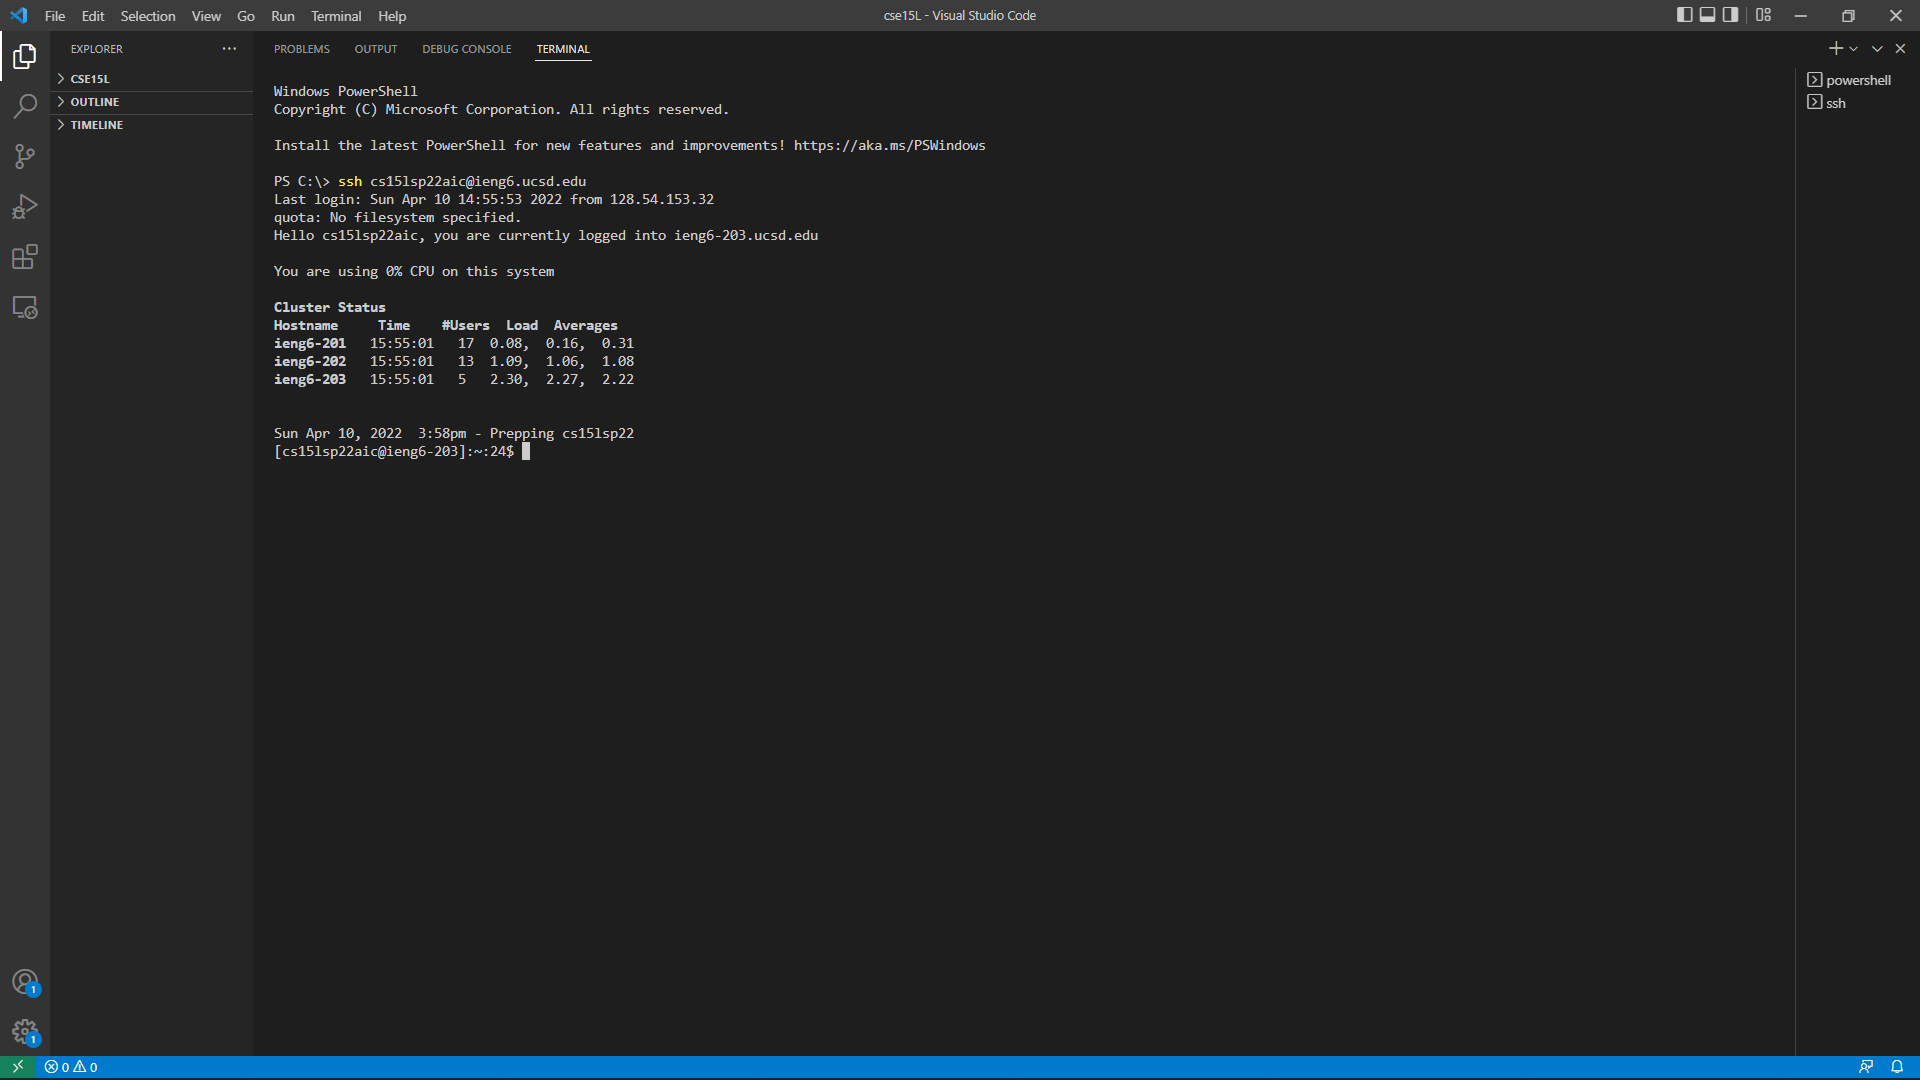 File Edit Selection View Go Run Terminal Help
cse15L - Visual Studio Code
EXPLORER
CSE15L
OUTLINE
TIMELINE
PROBLEMS OUTPUT DEBUG CONSOLE TERMINAL
Windows PowerShell
Copyright (C) Microsoft Corporation. All rights reserved.
Install the latest PowerShell for new features and improvements! https://aka.ms/PSWindows
PS C:\> ssh cs15lsp22aic@ieng6.ucsd.edu
Last login: Sun Apr 10 14:55:53 2022 from 128.54.153.32
quota: No filesystem specified.
Hello cs15lsp22aic, you are currently logged into ieng6-203.ucsd.edu
You are using 0% CPU on this system
Cluster Status
Hostname Time #Users Load Averages
ieng6-201 15:55:01 17 0.08, 0.16, 0.31
ieng6-202 15:55:01 13 1.09, 1.06, 1.08
ieng6-203 15:55:01 5 2.30, 2.27, 2.22
Sun Apr 10, 2022 3:58pm - Prepping cs15lsp22
[cs15lsp22aic@ieng6-203]:~:24$
powershell
ssh
1
1
0 0